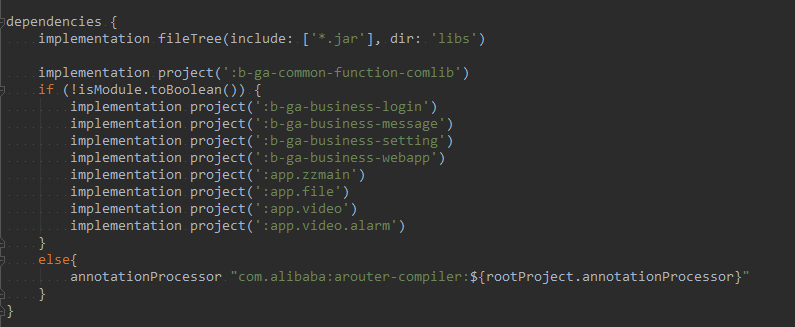 dependencies {
implementation fileTree(include: ['*.jar'], dir: 'libs')
implementation project(':b-ga-common-function-comlib')
if (!isModule.toBoolean()) {
implementation project(':b-ga-business-login')
implementation project(':b-ga-business-message')
implementation project(':b-ga-business-setting')
implementation project(':b-ga-business-webapp')
implementation project(':app.zzmain')
implementation project(':app.file')
implementation project(':app.video')
implementation project(':app.video.alarm')
}
else{
annotationProcessor "com.alibaba:arouter-compiler:${rootProject.annotationProcessor}"
}
}